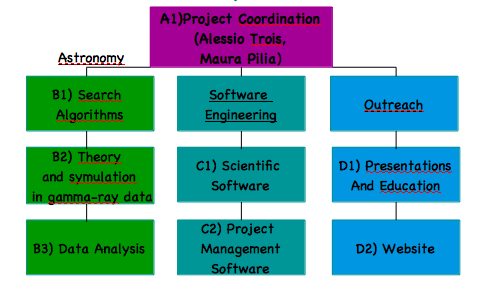 A1)Project Coordination
(Alessio Trois,
Maura Pilia)
Astronomy
B1) Search
Algorithms
Software
Engineering
Outreach
B2) Theory
and symulation
in gamma-ray data
C1) Scientific
Software
D1) Presentations
And Education
B3) Data Analysis
C2) Project
Management
Software
D2) Website